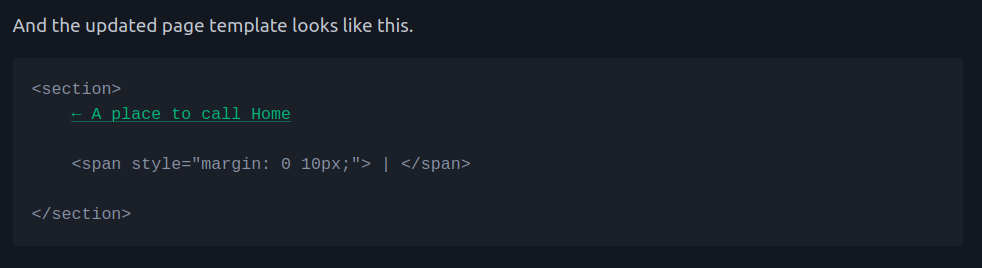 And the updated page template looks like this.
<section>
← A place to call Home
<span style="margin: 0 10px;"> | </span>
</section>